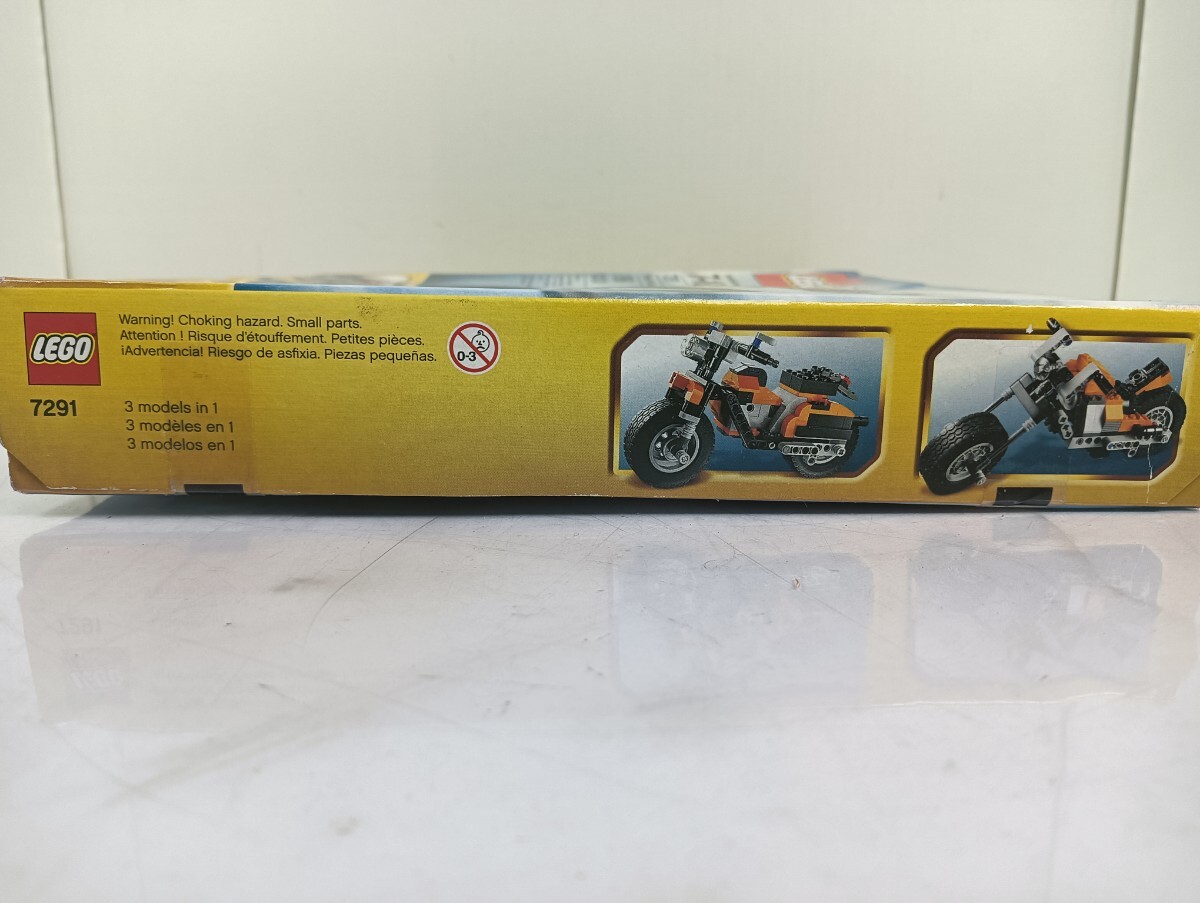 LEGO
7291
Warning! Choking hazard. Small parts.
Attention ! Risque d'étouffement. Petites pièces.
¡Advertencia! Riesgo de asfixia. Piezas pequeñas.
0-3
3 models in 1
3 modèles en 1
3 modelos en 1